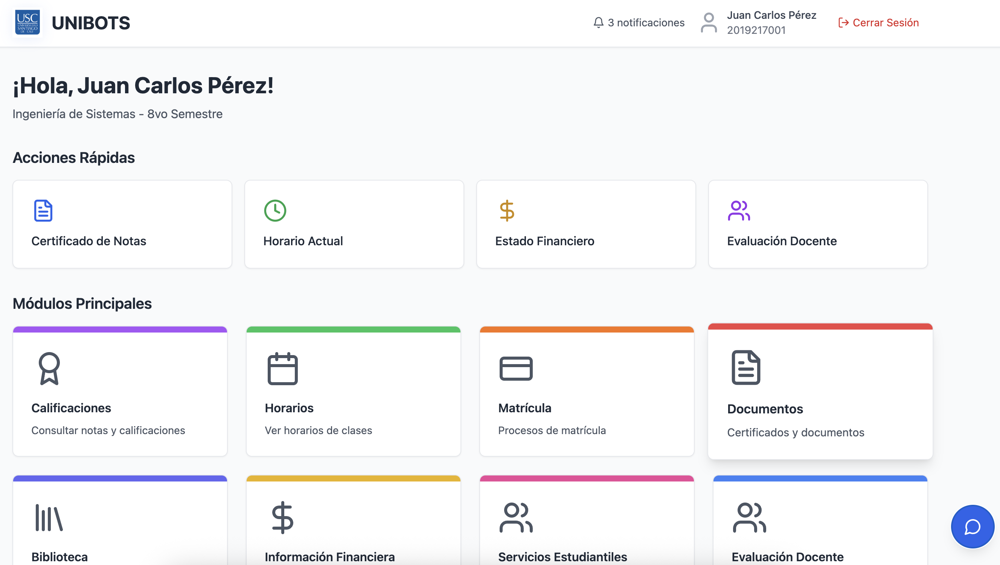 USC
UNIVERSIDAD
SANTIAGO
DE CALI
UNIBOTS
3 notificaciones
Juan Carlos Pérez
2019217001
Cerrar Sesión
¡Hola, Juan Carlos Pérez!
Ingeniería de Sistemas - 8vo Semestre
Acciones Rápidas
Certificado de Notas
Horario Actual
Estado Financiero
Evaluación Docente
Módulos Principales
Calificaciones
Consultar notas y calificaciones
Horarios
Ver horarios de clases
Matrícula
Procesos de matrícula
Documentos
Certificados y documentos
Biblioteca
Información Financiera
Servicios Estudiantiles
Evaluación Docente